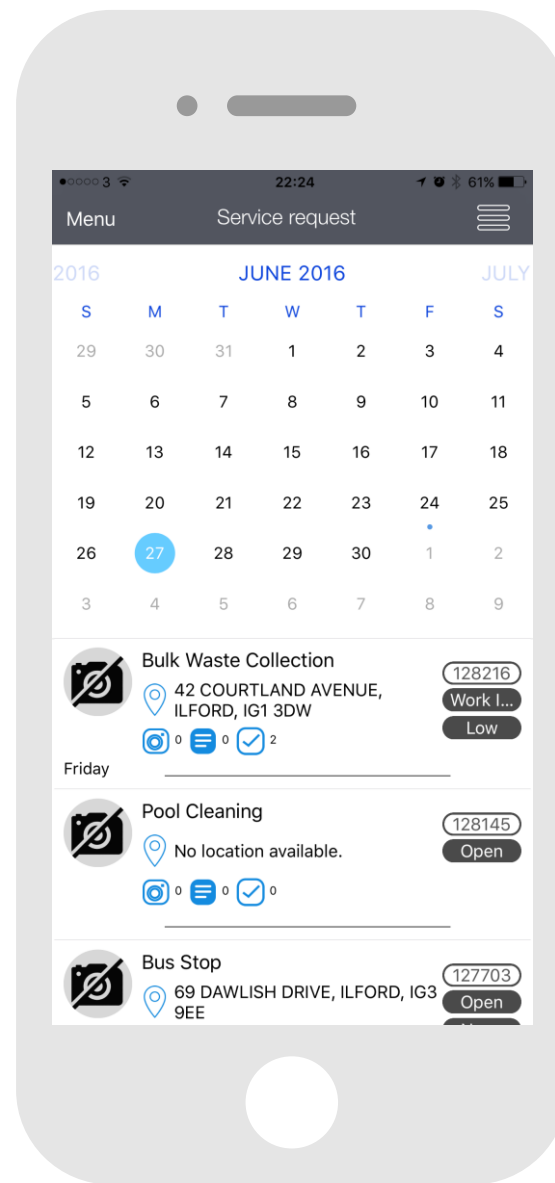 3 22:24 61%
Menu Service request
2016 JUNE 2016 JULY
S M T W T F S
29 30 31 1 2 3 4
5 6 7 8 9 10 11
12 13 14 15 16 17 18
19 20 21 22 23 24 25
26 27 28 29 30 1 2
3 4 5 6 7 8 9
Bulk Waste Collection
128216
42 COURTLAND AVENUE,
ILFORD, IG1 3DW
Work I...
Low
0 0 2
Friday
Pool Cleaning
128145
No location available.
Open
0 0 0
Bus Stop
127703
69 DAWLISH DRIVE, ILFORD, IG3
9EE
Open